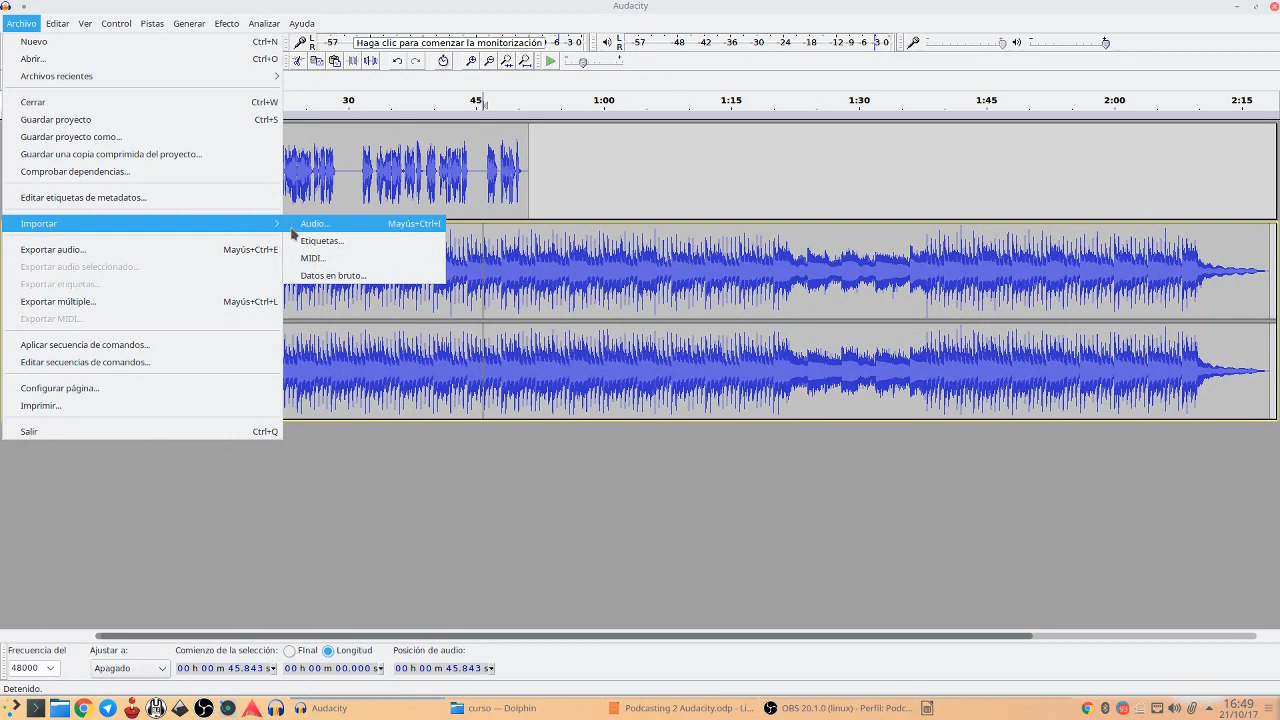 Audacity
Archivo Editar Ver Control Pistas Generar Efecto Analizar Ayuda
Nuevo Ctrl+N
Abrir... Ctrl+O
Archivos recientes
Cerrar Ctrl+W
Guardar proyecto Ctrl+S
Guardar proyecto como...
Guardar una copia comprimida del proyecto...
Comprobar dependencias...
Editar etiquetas de metadatos...
Importar
Exportar audio... Mayús+Ctrl+E
Exportar audio seleccionado...
Exportar etiquetas...
Exportar múltiple... Mayús+Ctrl+L
Exportar MIDI...
Aplicar secuencia de comandos...
Editar secuencias de comandos...
Configurar página...
Imprimir...
Salir Ctrl+Q
Audio... Mayús+Ctrl+I
Etiquetas...
MIDI...
Datos en bruto...
L R -57 Haga clic para comenzar la monitorización -6 -3 0
L R -57 -48 -42 -36 -30 -24 -18 -12 -9 -6 -3 0
30 45 1:00 1:15 1:30 1:45 2:00 2:15
Frecuencia del Ajustar a: Comienzo de la selección: Final Longitud Posición de audio:
48000 Apagado 00 h 00 m 45.843 s 00 h 00 m 00.000 s 00 h 00 m 45.843 s
Detenido.
Audacity
curso — Dolphin
Podcasting 2 Audacity.odp - Li...
OBS 20.1.0 (linux) - Perfil: Podc...
93
16:49
21/10/17